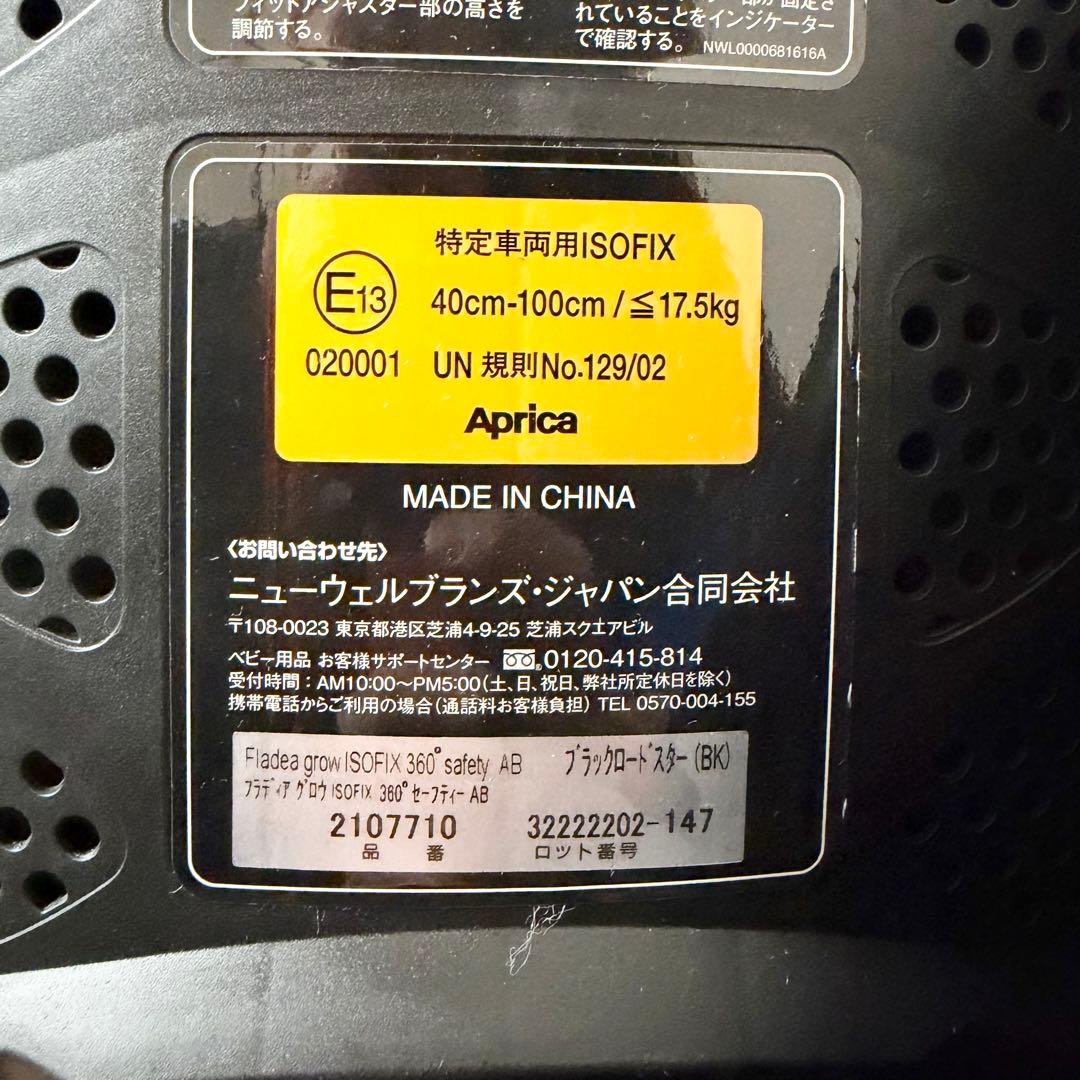 フィットアジャスター部の高さを
調節する。
れていることをインジケーター
で確認する。 NWL0000681616A
特定車両用ISOFIX
E13 40cm-100cm / ≦17.5kg
020001 UN 規則No.129/02
Aprica
MADE IN CHINA
〈お問い合わせ先〉
ニューウェルブランズ・ジャパン合同会社
〒108-0023 東京都港区芝浦4-9-25 芝浦スクエアビル
ベビー用品 お客様サポートセンター 0120-415-814
受付時間：AM10:00〜PM5:00（土、日、祝日、弊社所定休日を除く）
携帯電話からご利用の場合（通話料お客様負担）TEL 0570-004-155
Fladea grow ISOFIX 360° safety AB ブラックロードスター(BK)
フラディア グロウ ISOFIX 360° セーフティー AB
2107710 32222202-147
品番 ロット番号